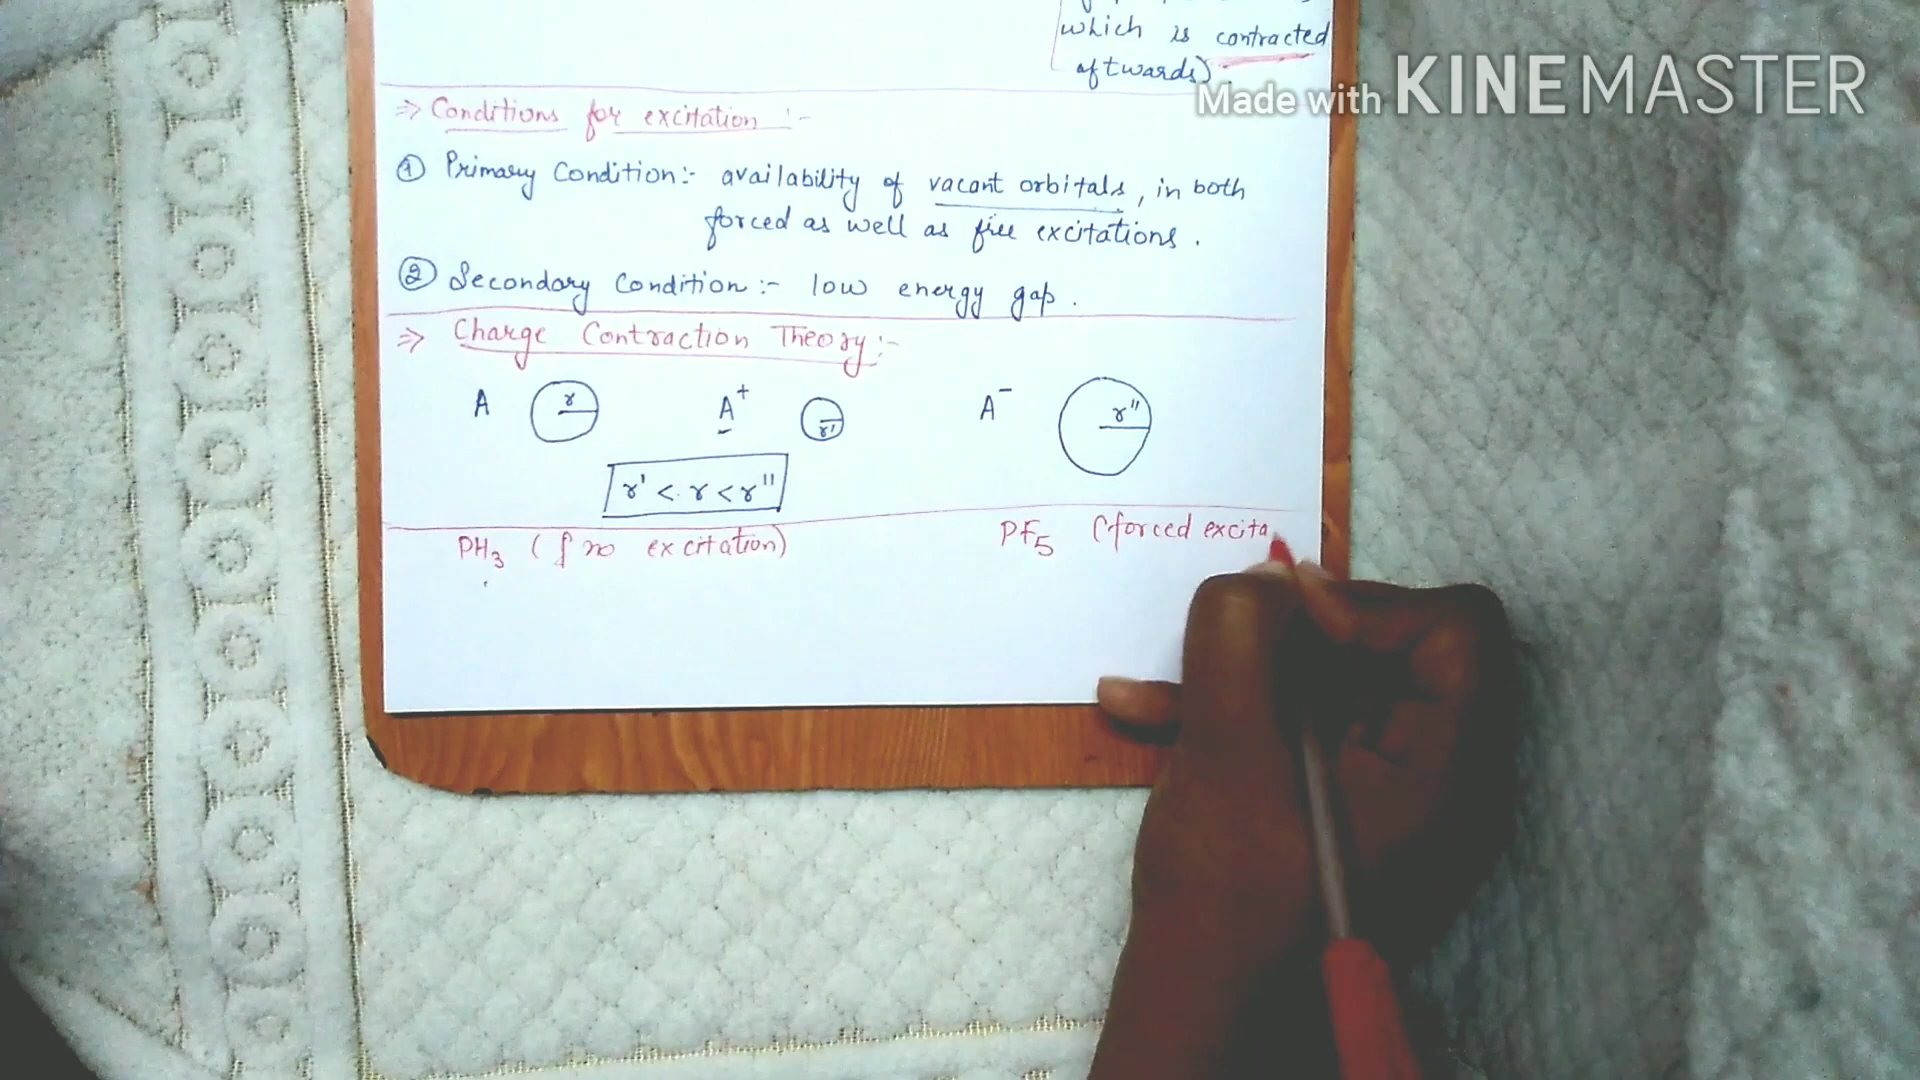 which is contracted
aftwards)
Made with KINEMASTER
⇒ Conditions for excitation :-
① Primary Condition:- availability of vacant orbitals, in both
forced as well as free excitations.
② Secondary Condition :- low energy gap.
⇒ Charge Contraction Theory :-
A r A⁺ r' A⁻ r"
r' < r < r"
PH₃ ( no excitation) PF₅ (forced excita